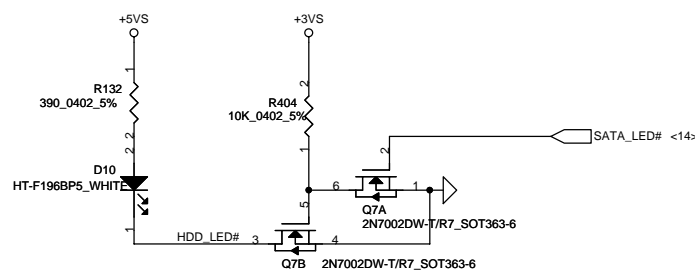 +5VS
+3VS
1
R132
390_0402_5%
2
2
R404
10K_0402_5%
1
2
SATA_LED# <14>
2
D10
HT-F196BP5_WHITE
6
1
5
Q7A
2N7002DW-T/R7_SOT363-6
1
HDD_LED#
3
4
Q7B
2N7002DW-T/R7_SOT363-6